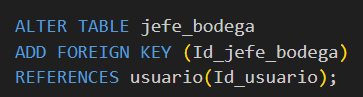 ALTER TABLE jefe_bodega
ADD FOREIGN KEY (Id_jefe_bodega)
REFERENCES usuario(Id_usuario);